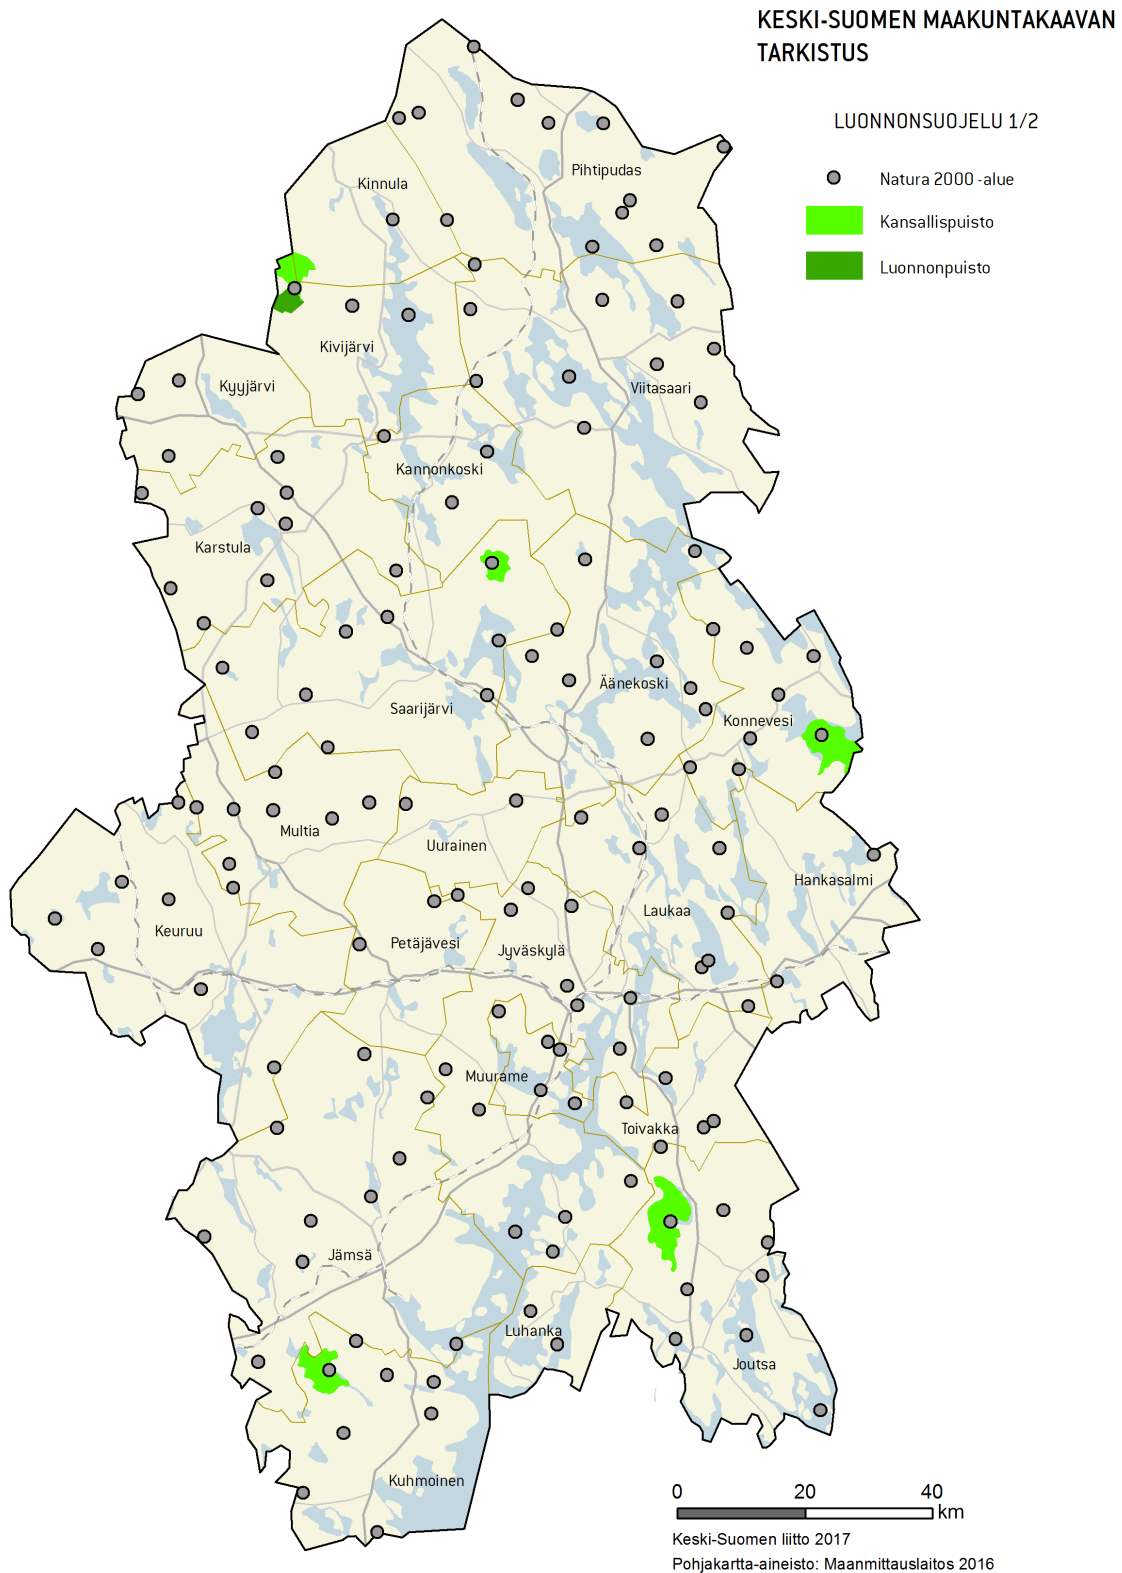 KESKI-SUOMEN MAAKUNTAKAAVAN
TARKISTUS
LUONNONSUOJELU 1/2
Natura 2000 -alue
Kansallispuisto
Luonnonpuisto
Pihtipudas
Kinnula
Kivijärvi
Kyyjärvi
Viitasaari
Kannonkoski
Karstula
Äänekoski
Saarijärvi
Konnevesi
Multia
Uurainen
Hankasalmi
Laukaa
Keuruu
Petäjävesi
Jyväskylä
Muurame
Toivakka
Jämsä
Luhanka
Joutsa
Kuhmoinen
0 20 40
km
Keski-Suomen liitto 2017
Pohjakartta-aineisto: Maanmittauslaitos 2016